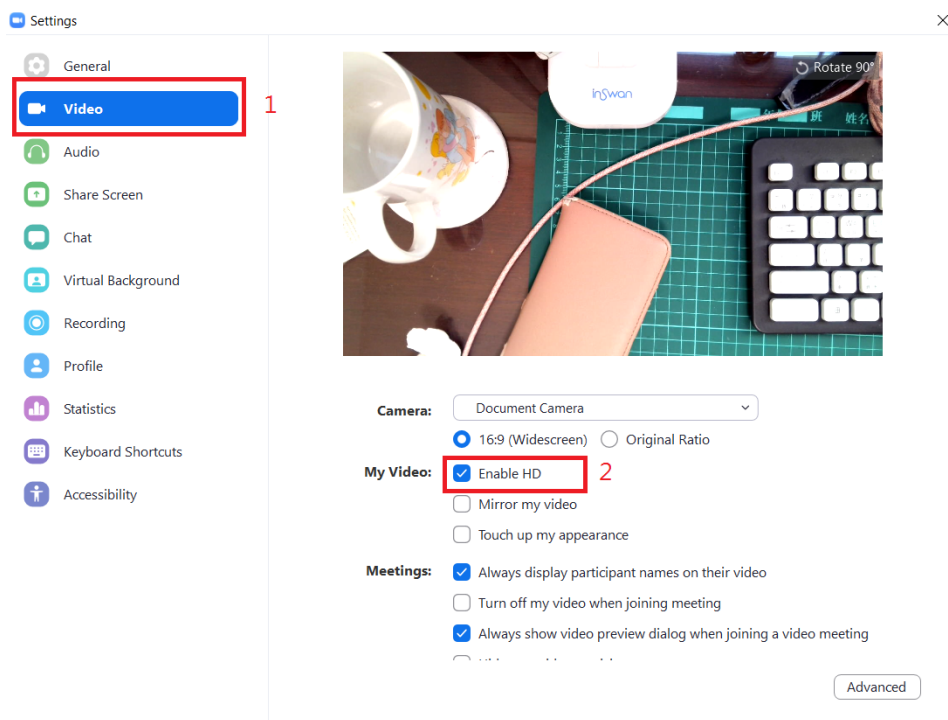 Settings
General
Video
1
Audio
Share Screen
Chat
Virtual Background
Recording
Profile
Statistics
Keyboard Shortcuts
Accessibility
Rotate 90°
inswan
班 姓名
Camera:
Document Camera
16:9 (Widescreen) Original Ratio
My Video:
Enable HD
2
Mirror my video
Touch up my appearance
Meetings:
Always display participant names on their video
Turn off my video when joining meeting
Always show video preview dialog when joining a video meeting
Advanced